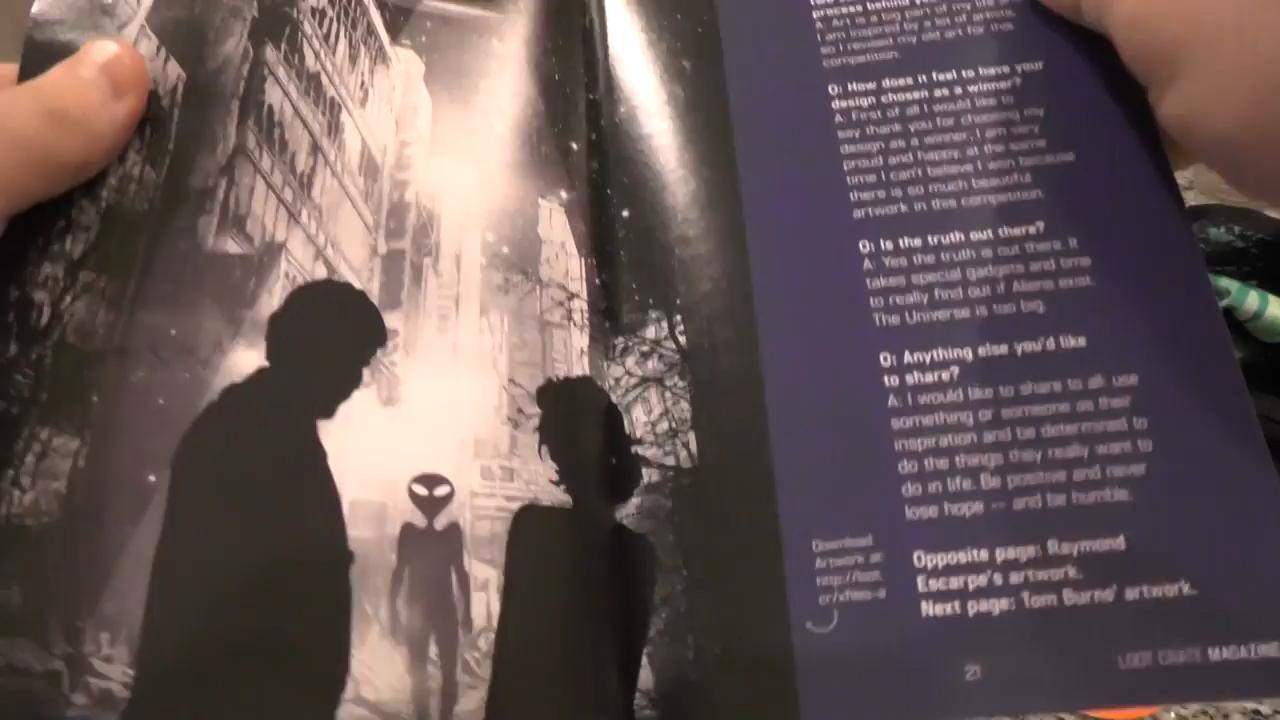 process behind
A: Art is a big part of my life
I am inspired by a lot of artists,
so I revised my old art for this
competition.
Q: How does it feel to have your
design chosen as a winner?
A: First of all I would like to
say thank you for choosing my
design as a winner, I am very
proud and happy, at the same
time I can't believe I won because
there is so much beautiful
artwork in this competition.
Q: Is the truth out there?
A: Yes the truth is out there. It
takes special gadgets and time
to really find out if Aliens exist.
The Universe is too big.
Q: Anything else you'd like
to share?
A: I would like to share to all: use
something or someone as their
inspiration and be determined to
do the things they really want to
do in life. Be positive and never
lose hope -- and be humble.
Download
Artwork at:
http://loot.
cr/xfiles-a
Opposite page: Raymond
Escarpe's artwork.
Next page: Tom Burns' artwork.
21
LOOT CRATE MAGAZINE